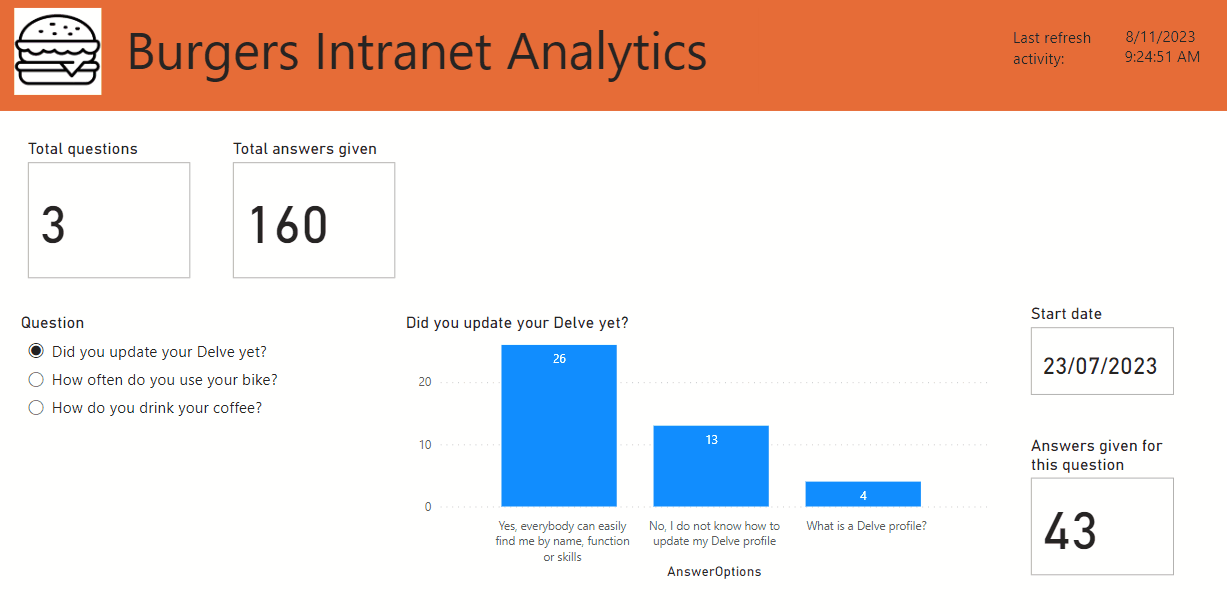 Burgers Intranet Analytics
Last refresh activity:
8/11/2023 9:24:51 AM
Total questions
3
Total answers given
160
Question
Did you update your Delve yet?
How often do you use your bike?
How do you drink your coffee?
Did you update your Delve yet?
20
10
0
26
13
4
Yes, everybody can easily
find me by name, function
or skills
No, I do not know how to
update my Delve profile
What is a Delve profile?
AnswerOptions
Start date
23/07/2023
Answers given for
this question
43